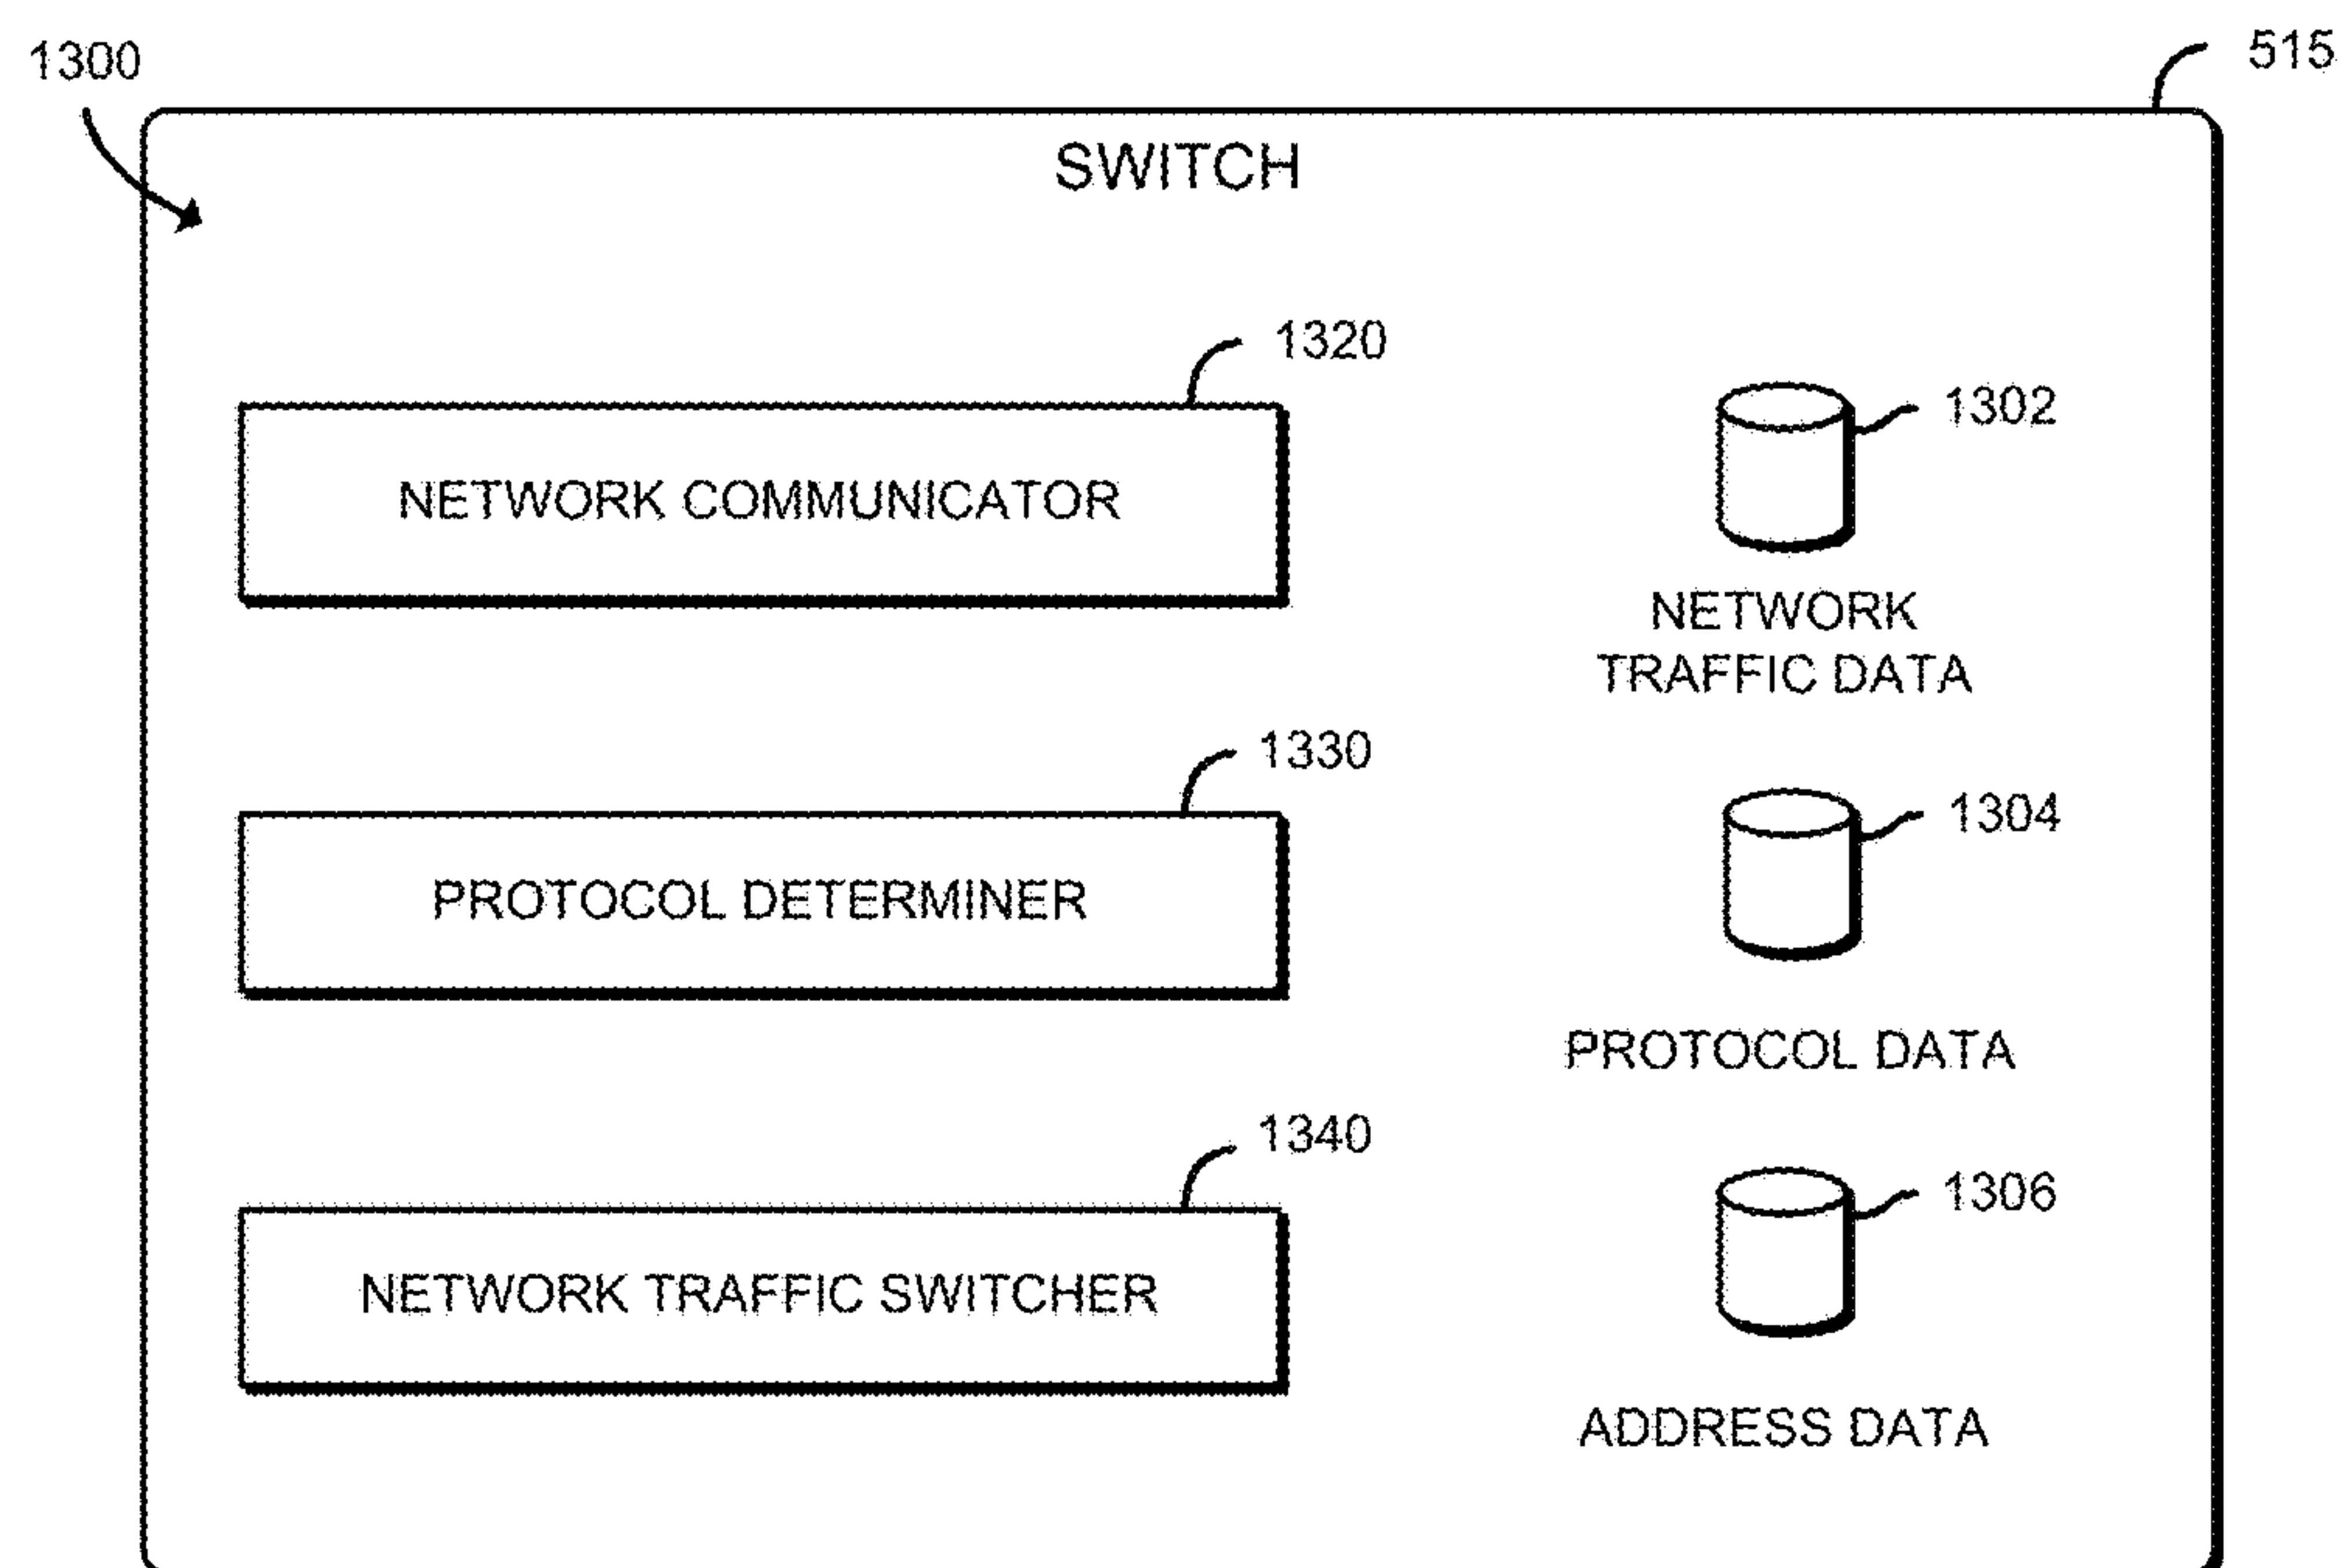 1300
515
SWITCH
1320
1302
NETWORK COMMUNICATOR
NETWORK
TRAFFIC DATA
1330
1304
PROTOCOL DETERMINER
PROTOCOL DATA
1340
1306
NETWORK TRAFFIC SWITCHER
ADDRESS DATA